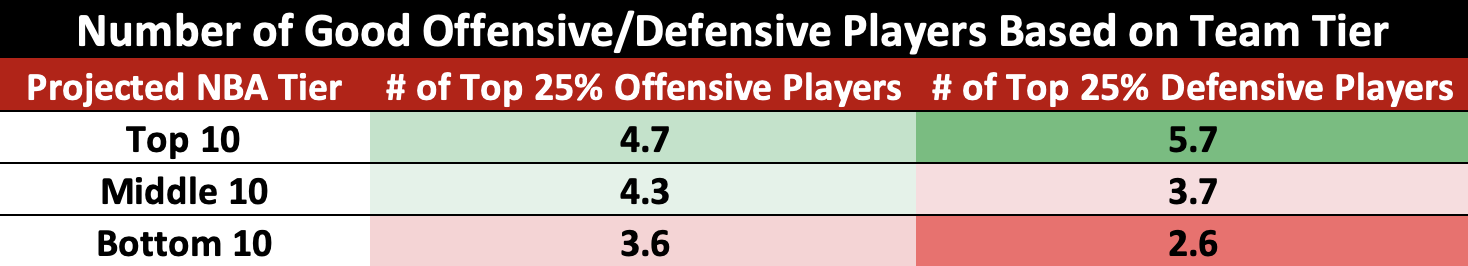 Number of Good Offensive/Defensive Players Based on Team Tier
Projected NBA Tier # of Top 25% Offensive Players # of Top 25% Defensive Players
Top 10 4.7 5.7
Middle 10 4.3 3.7
Bottom 10 3.6 2.6